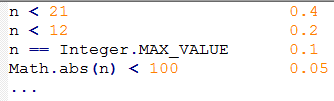 n < 21 0.4
n < 12 0.2
n == Integer.MAX_VALUE 0.1
Math.abs(n) < 100 0.05
...